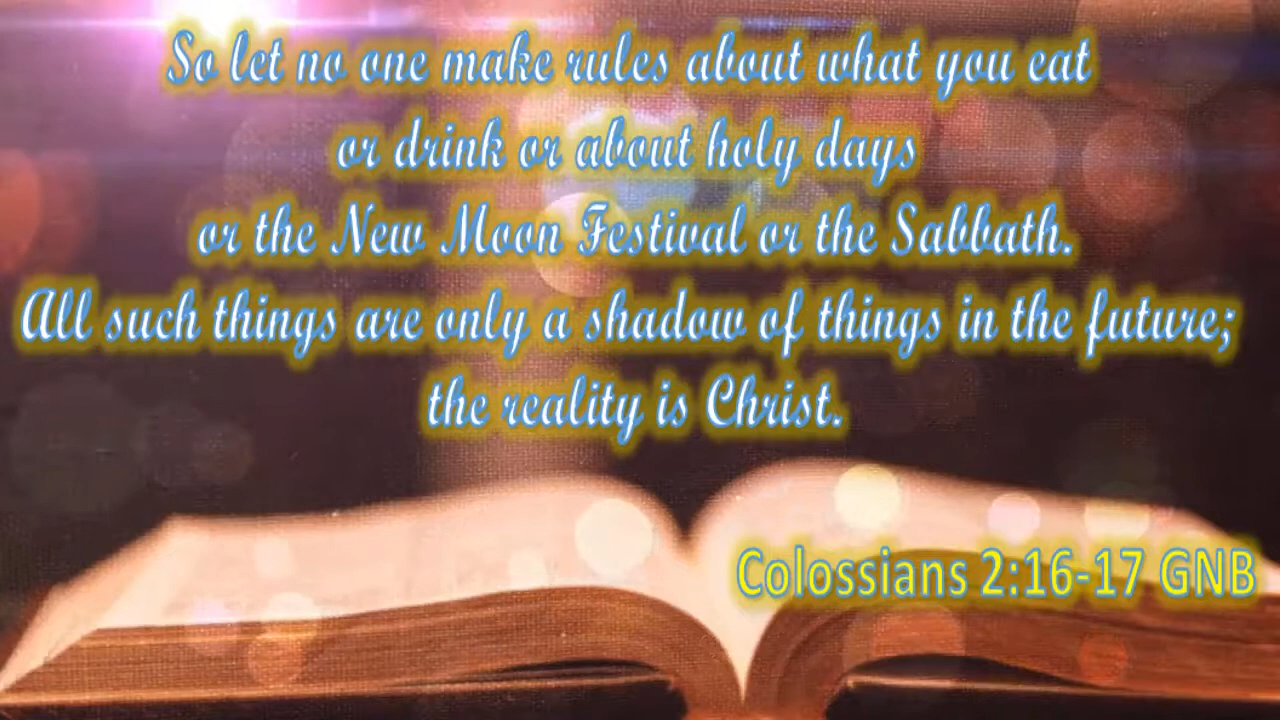 So let no one make rules about what you eat
or drink or about holy days
or the New Moon Festival or the Sabbath.
All such things are only a shadow of things in the future;
the reality is Christ.
Colossians 2:16-17 GNB